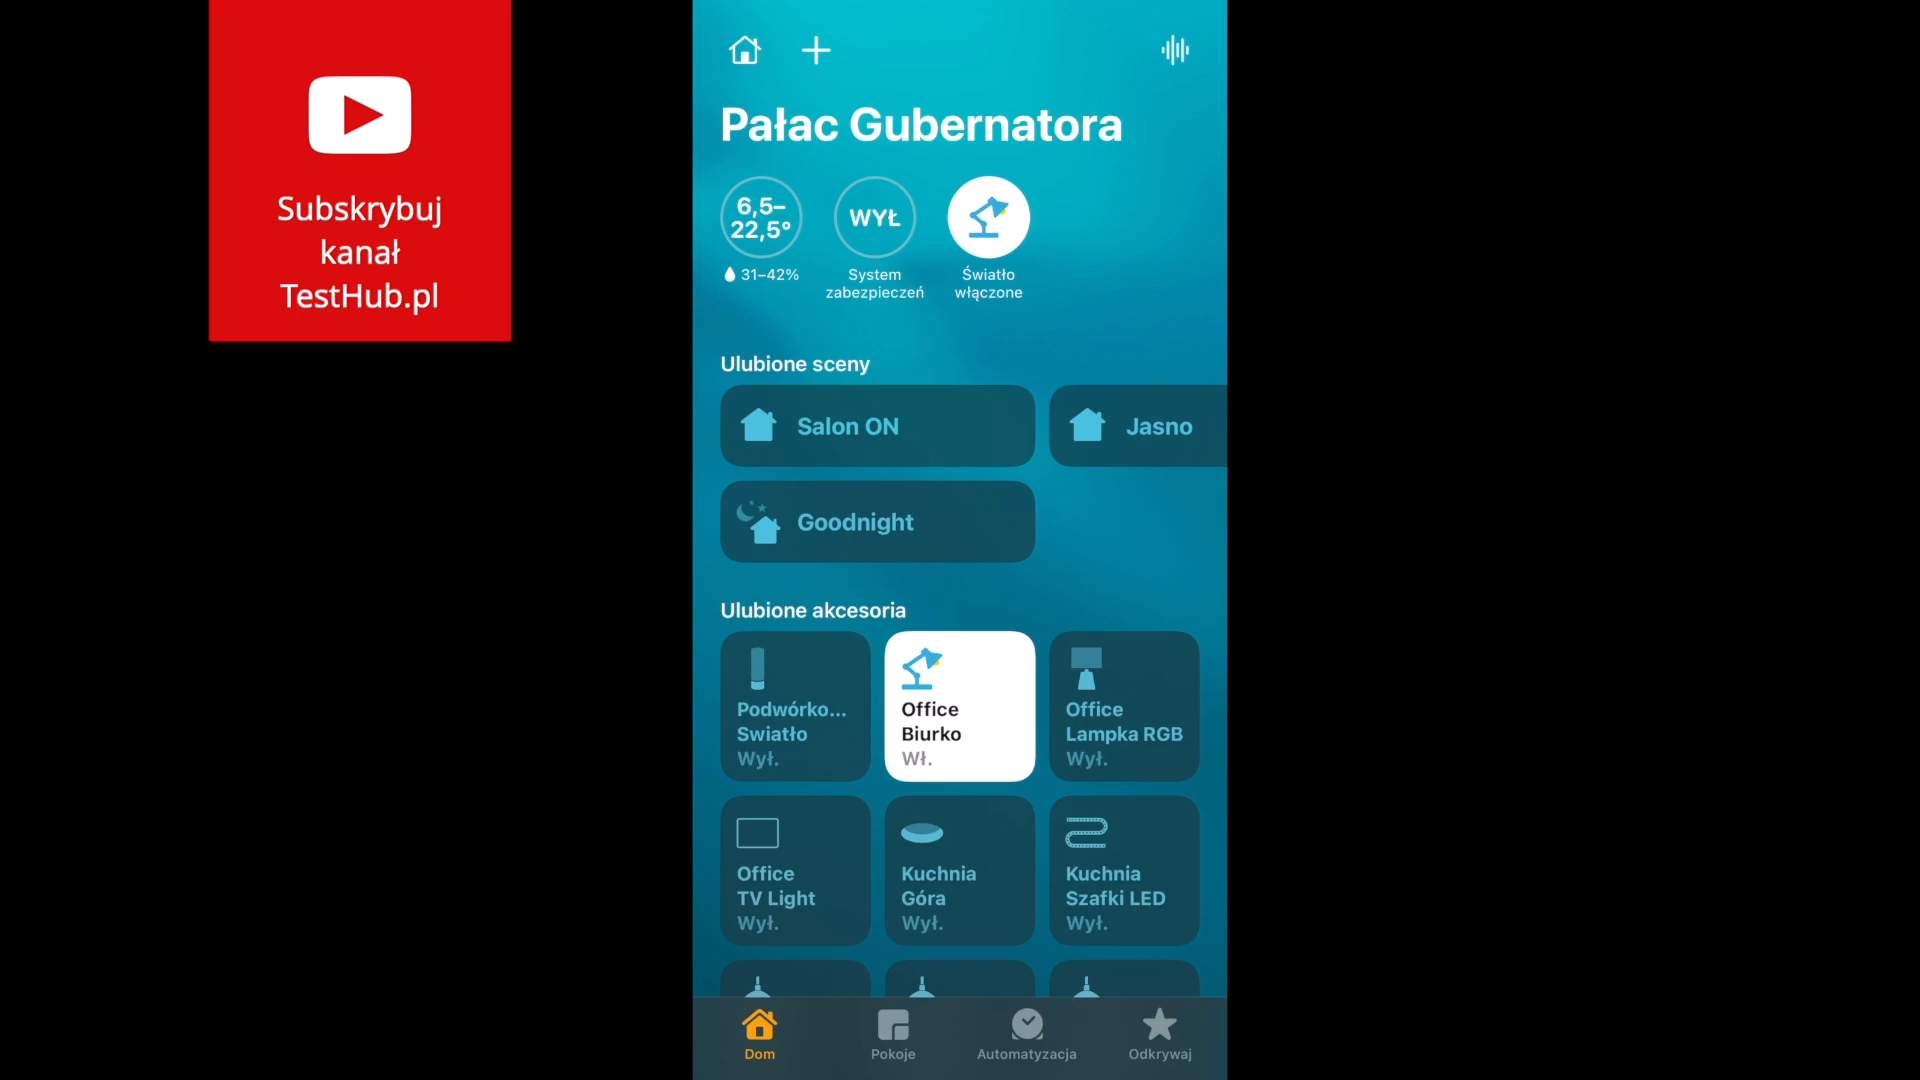 Subskrybuj
kanał
TestHub.pl
Pałac Gubernatora
6,5–
22,5°
31–42%
WYŁ
System
zabezpieczeń
Światło
włączone
Ulubione sceny
Salon ON
Jasno
Goodnight
Ulubione akcesoria
Podwórko...
Swiatło
Wył.
Office
Biurko
Wł.
Office
Lampka RGB
Wył.
Office
TV Light
Wył.
Kuchnia
Góra
Wył.
Kuchnia
Szafki LED
Wył.
Dom
Pokoje
Automatyzacja
Odkrywaj